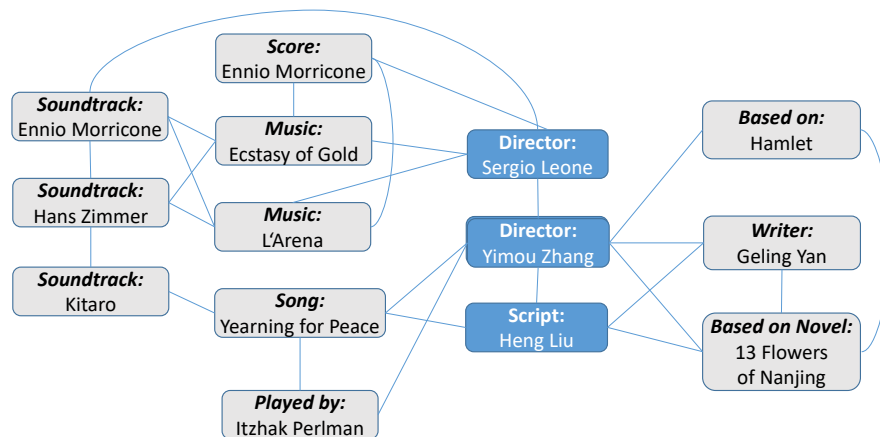 Score:
Ennio Morricone
Soundtrack:
Ennio Morricone
Music:
Ecstasy of Gold
Director:
Sergio Leone
Based on:
Hamlet
Soundtrack:
Hans Zimmer
Music:
L‘Arena
Director:
Yimou Zhang
Writer:
Geling Yan
Soundtrack:
Kitaro
Song:
Yearning for Peace
Script:
Heng Liu
Based on Novel:
13 Flowers
of Nanjing
Played by:
Itzhak Perlman